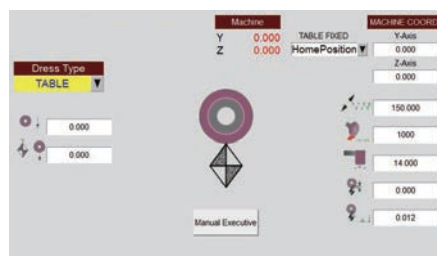 Machine
MACHINE COORD
Y 0.000
TABLE FIXED
Y-Axis
Z 0.000
HomePosition
0.000
Z-Axis
0.000
Dress Type
TABLE
150.000
0.000
1000
0.000
14.000
0.000
Manual Executive
0.012